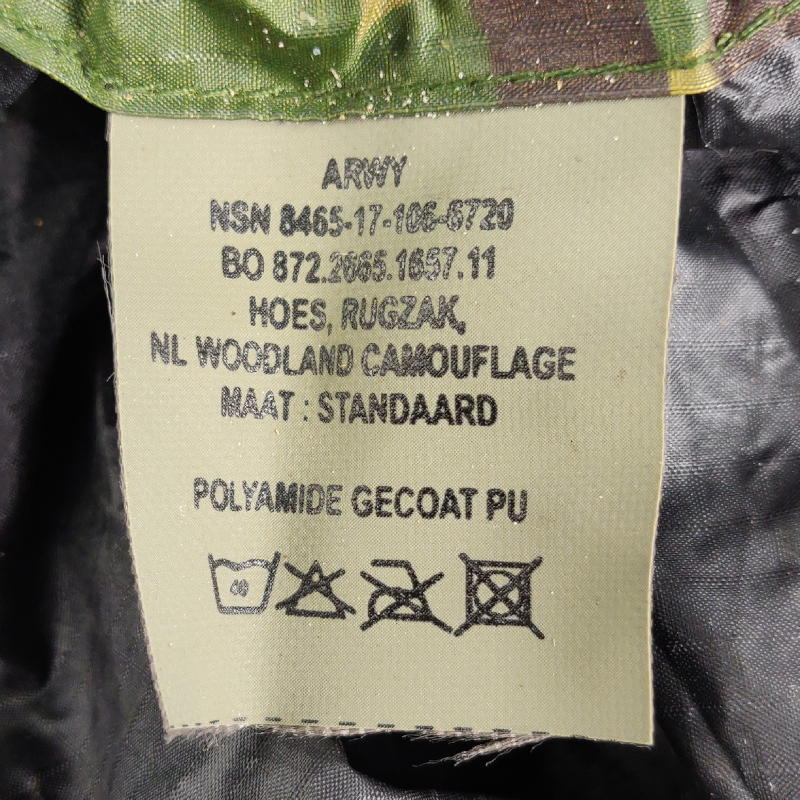 ARWY
NSN 8465-17-106-6720
BO 872.2665.1657.11
HOES, RUGZAK,
NL WOODLAND CAMOUFLAGE
MAAT : STANDAARD
POLYAMIDE GECOAT PU
40